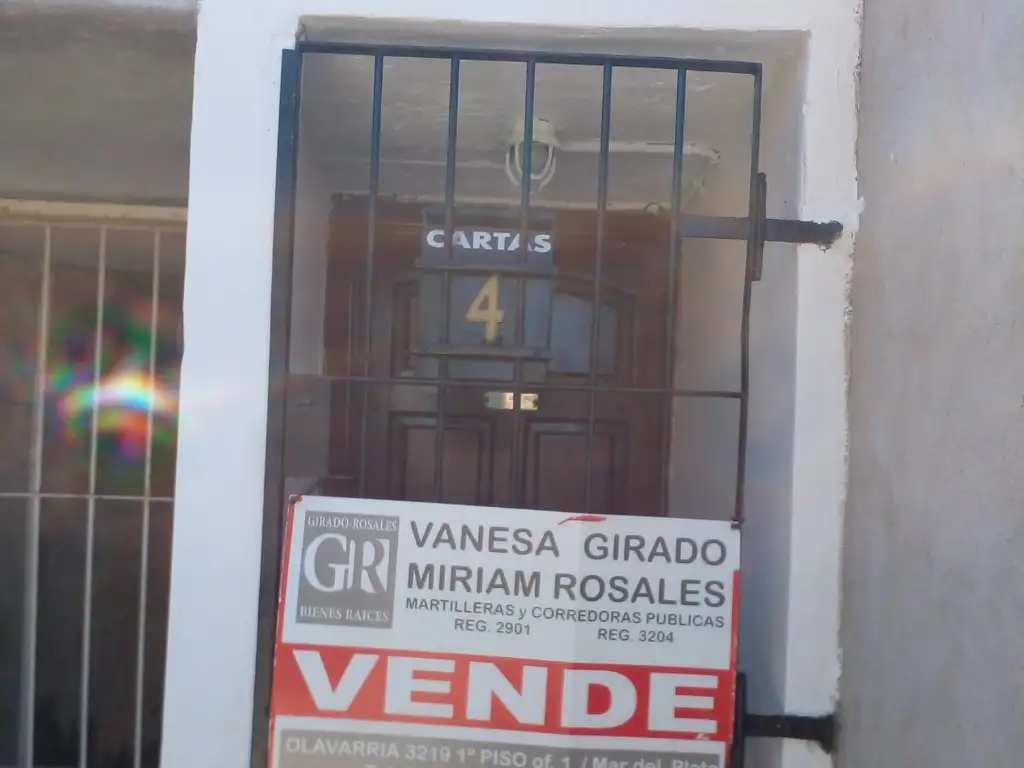 CARTAS
4
GIRADO-ROSALES
GR
BIENES RAICES
VANESA GIRADO
MIRIAM ROSALES
MARTILLERAS y CORREDORAS PUBLICAS
REG. 2901 REG. 3204
VENDE
OLAVARRIA 3219 1º PISO of. 1 / Mar del Plata